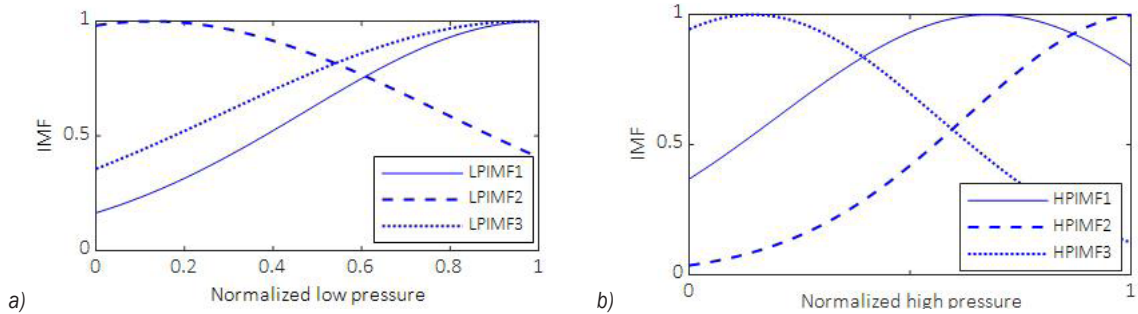 1
IMF
0.5
0
LPIMF1
LPIMF2
LPIMF3
0 0.2 0.4 0.6 0.8 1
Normalized low pressure
a)
1
IMF
0.5
0
HPIMF1
HPIMF2
HPIMF3
0 1
Normalized high pressure
b)